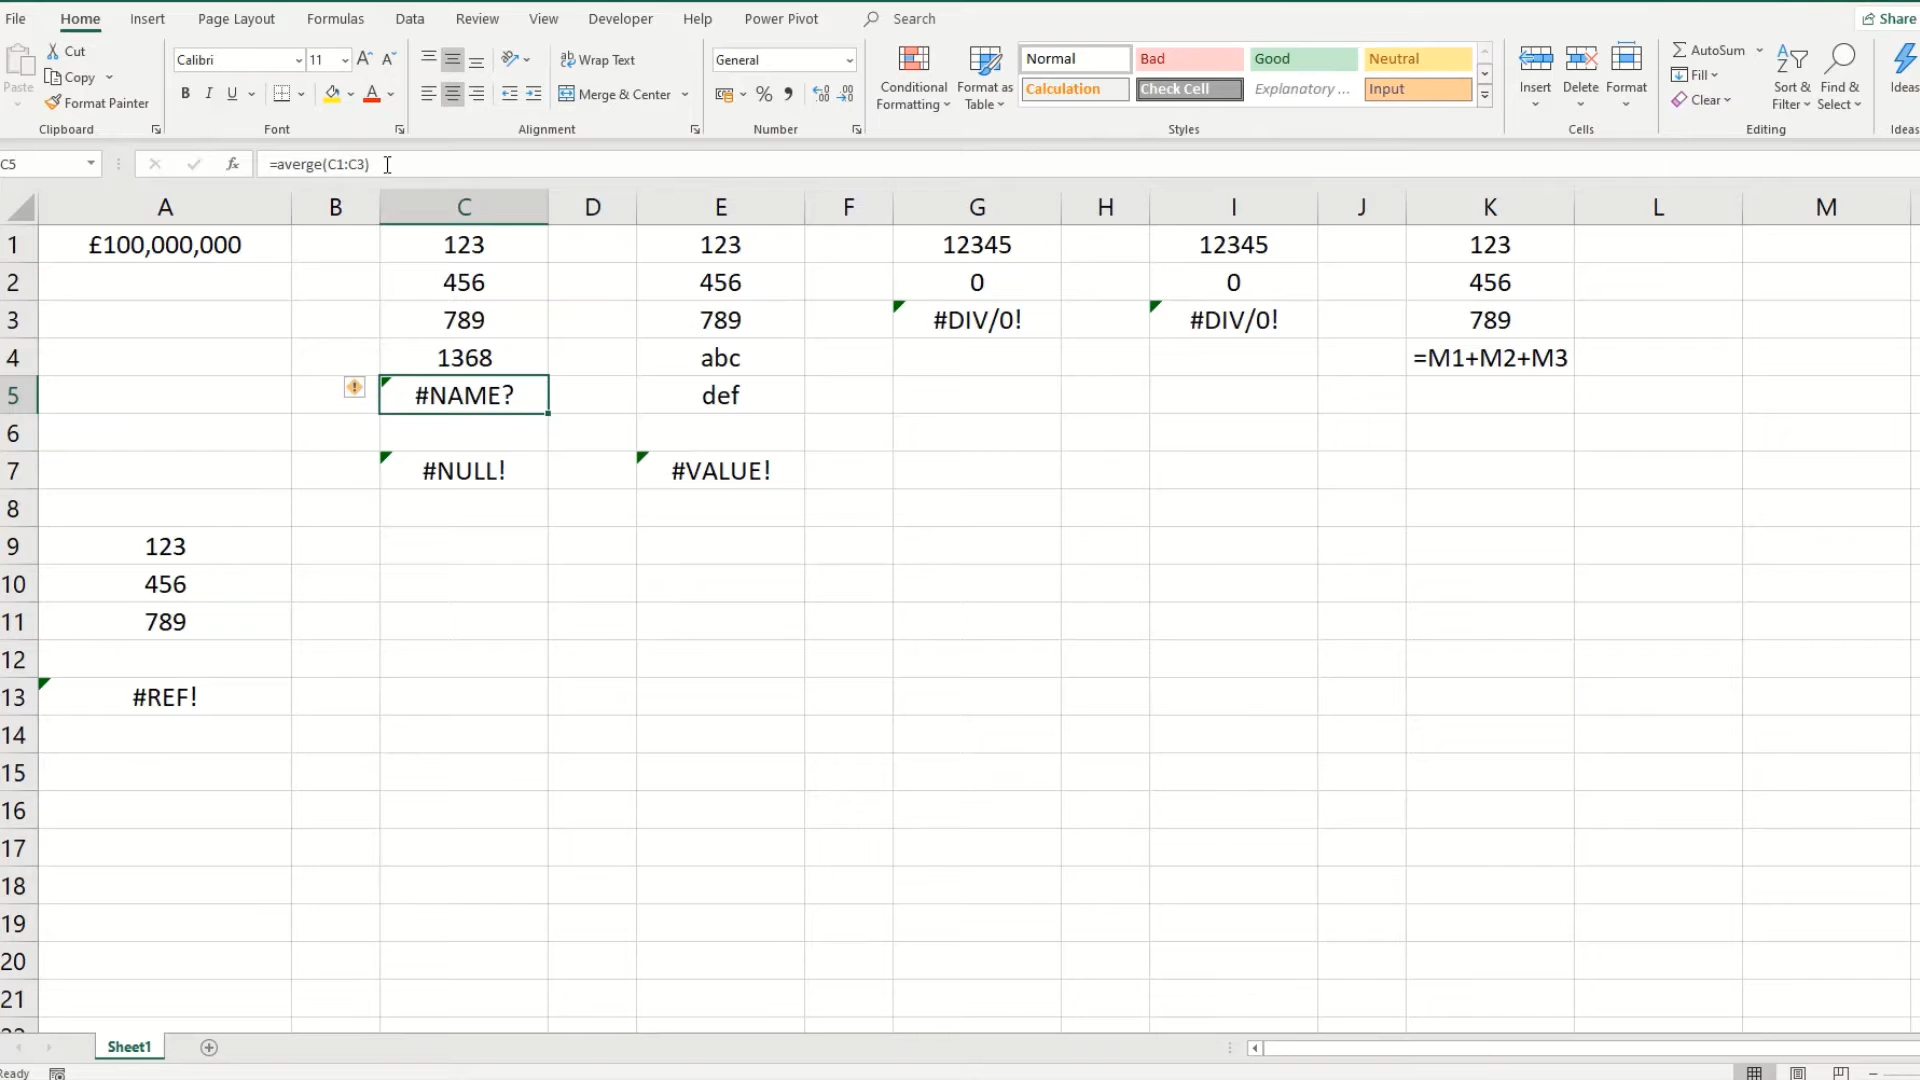 File Home Insert Page Layout Formulas Data Review View Developer Help Power Pivot Search Share
Paste Cut Copy Format Painter Clipboard
Calibri 11 A A B I U A Font
ab Wrap Text Merge & Center Alignment
General % 9 Number
Conditional Formatting Format as Table
Normal Bad Good Neutral
Calculation Check Cell Explanatory ... Input
Styles
Insert Delete Format Cells
AutoSum Fill Clear Sort & Filter Find & Select Editing
Ideas Ideas
C5 fx =averge(C1:C3)
A B C D E F G H I J K L M
1 £100,000,000 123 123 12345 12345 123
2 456 456 0 0 456
3 789 789 #DIV/0! #DIV/0! 789
4 1368 abc =M1+M2+M3
5 #NAME? def
6
7 #NULL! #VALUE!
8
9 123
10 456
11 789
12
13 #REF!
14
15
16
17
18
19
20
21
Sheet1